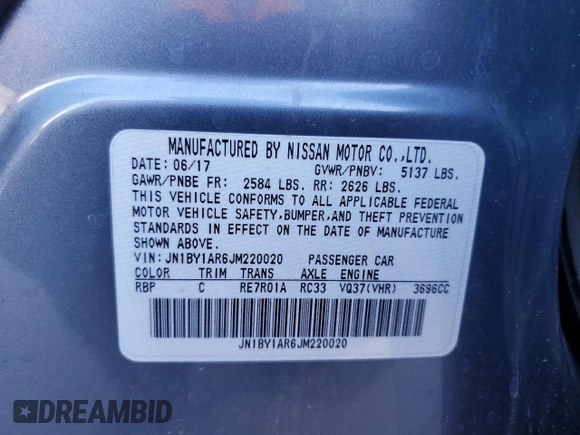 MANUFACTURED BY NISSAN MOTOR CO.,LTD.
DATE: 06/17 GVWR/PNBV: 5137 LBS.
GAWR/PNBE FR: 2584 LBS. RR: 2626 LBS.
THIS VEHICLE CONFORMS TO ALL APPLICABLE FEDERAL
MOTOR VEHICLE SAFETY,BUMPER,AND THEFT PREVENTION
STANDARDS IN EFFECT ON THE DATE OF MANUFACTURE
SHOWN ABOVE.
VIN: JN1BY1AR6JM220020 PASSENGER CAR
COLOR TRIM TRANS AXLE ENGINE
RBP C RE7R01A RC33 VQ37(VHR) 3696CC
JN1BY1AR6JM220020
DREAMBID